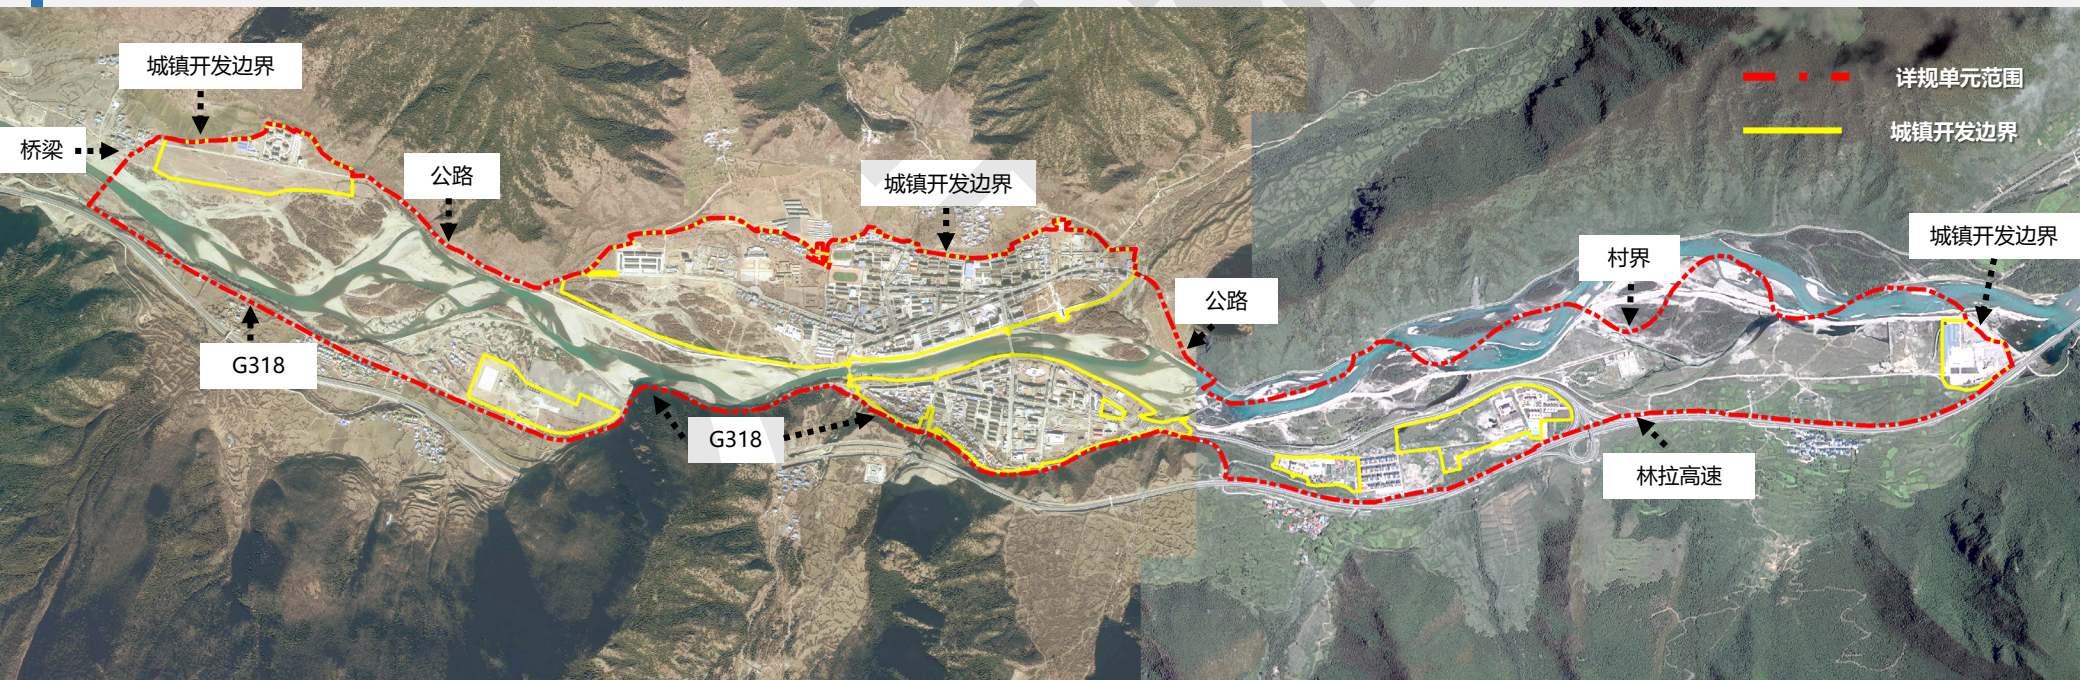 城镇开发边界
详规单元范围
城镇开发边界
桥梁
公路
城镇开发边界
城镇开发边界
村界
公路
G318
G318
林拉高速